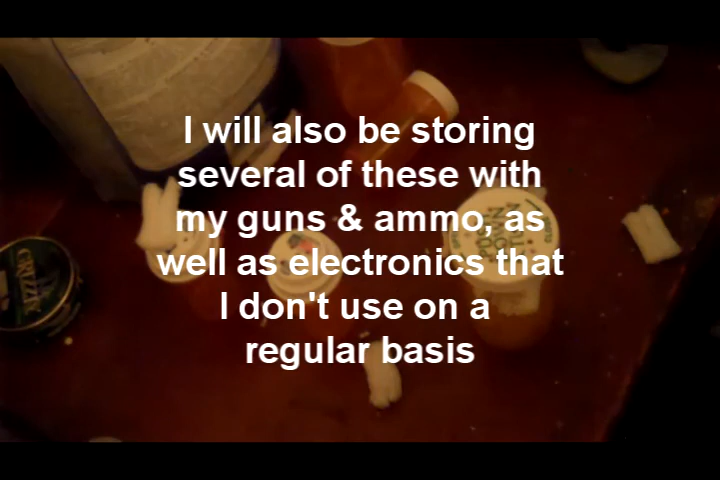 I will also be storing
several of these with
my guns & ammo, as
well as electronics that
I don't use on a
regular basis
GRIZZLY